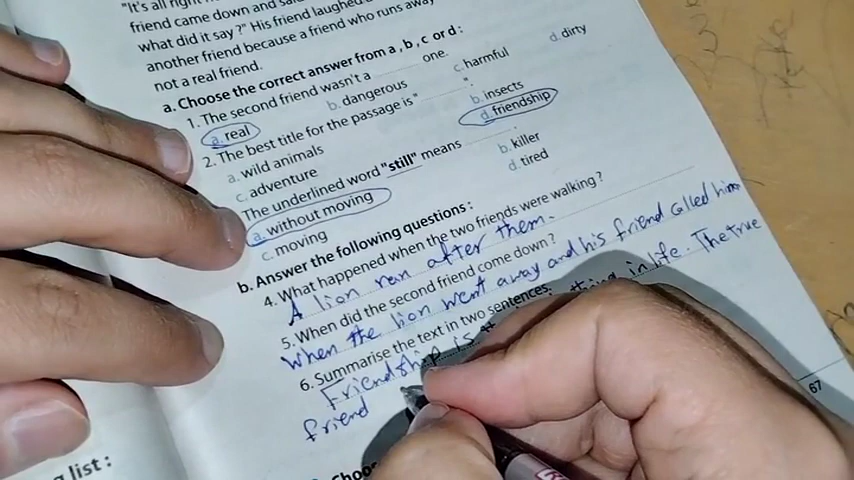 "It's all right
friend came down and
what did it say ?" His friend laughed
another friend because a friend who runs away
not a real friend.
a. Choose the correct answer from a , b , c or d :
1. The second friend wasn't a ........ one.
a. real
b. dangerous
c. harmful
d. dirty
2. The best title for the passage is " ........ ".
a. wild animals
b. insects
c. adventure
d. friendship
The underlined word "still" means ........ .
a. without moving
b. killer
c. moving
d. tired
b. Answer the following questions :
4. What happened when the two friends were walking ?
A lion ran after them.
5. When did the second friend come down ?
When the lion went away and his friend called him
6. Summarise the text in two sentences.
Friendship is thing in life. The true
friend
67
list :